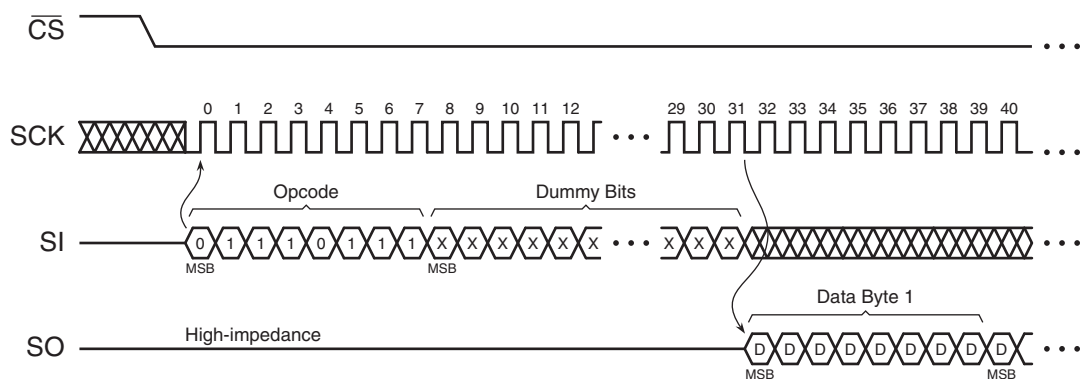 CS
0 1 2 3 4 5 6 7 8 9 10 11 12 29 30 31 32 33 34 35 36 37 38 39 40
SCK
Opcode Dummy Bits
SI 0 1 1 1 0 1 1 1 X X X X X X X X X
MSB MSB
Data Byte 1
High-impedance
SO D D D D D D D D D
MSB MSB